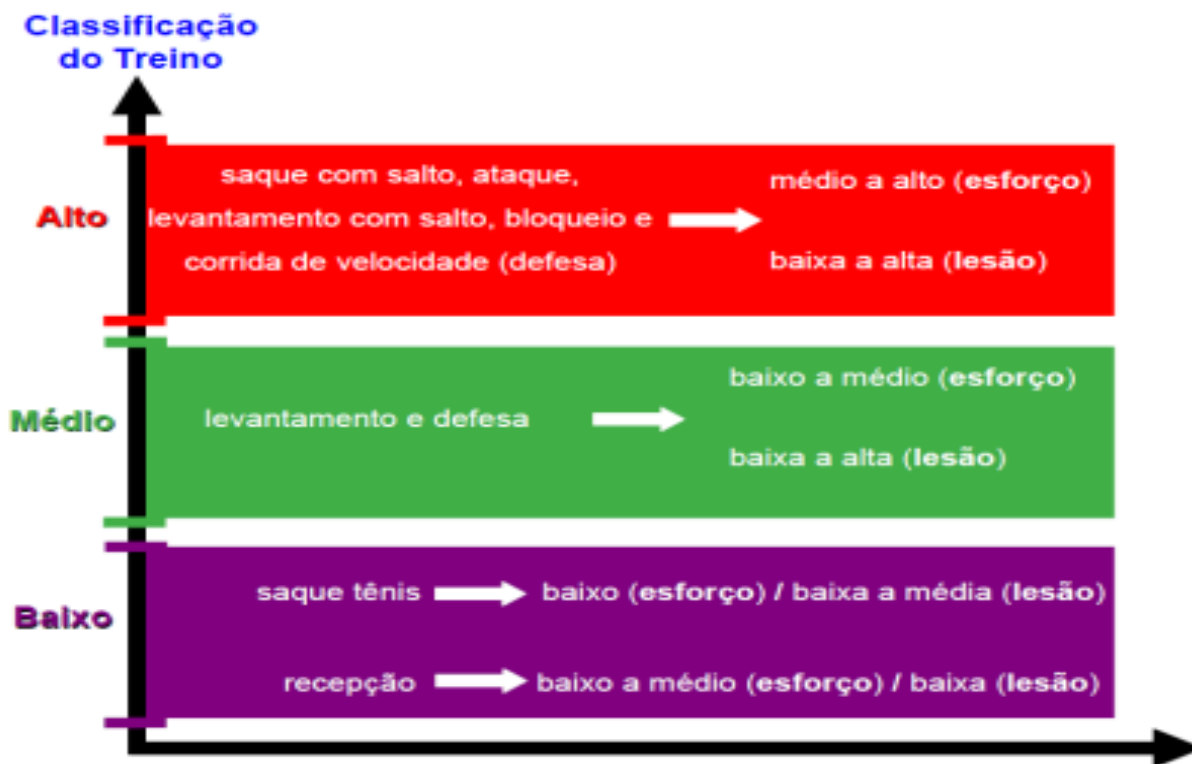 Classificação
do Treino
Alto
saque com salto, ataque,
levantamento com salto, bloqueio e
corrida de velocidade (defesa)
médio a alto (esforço)
baixa a alta (lesão)
Médio
levantamento e defesa
baixo a médio (esforço)
baixa a alta (lesão)
Baixo
saque tênis
baixo (esforço) / baixa a média (lesão)
recepção
baixo a médio (esforço) / baixa (lesão)